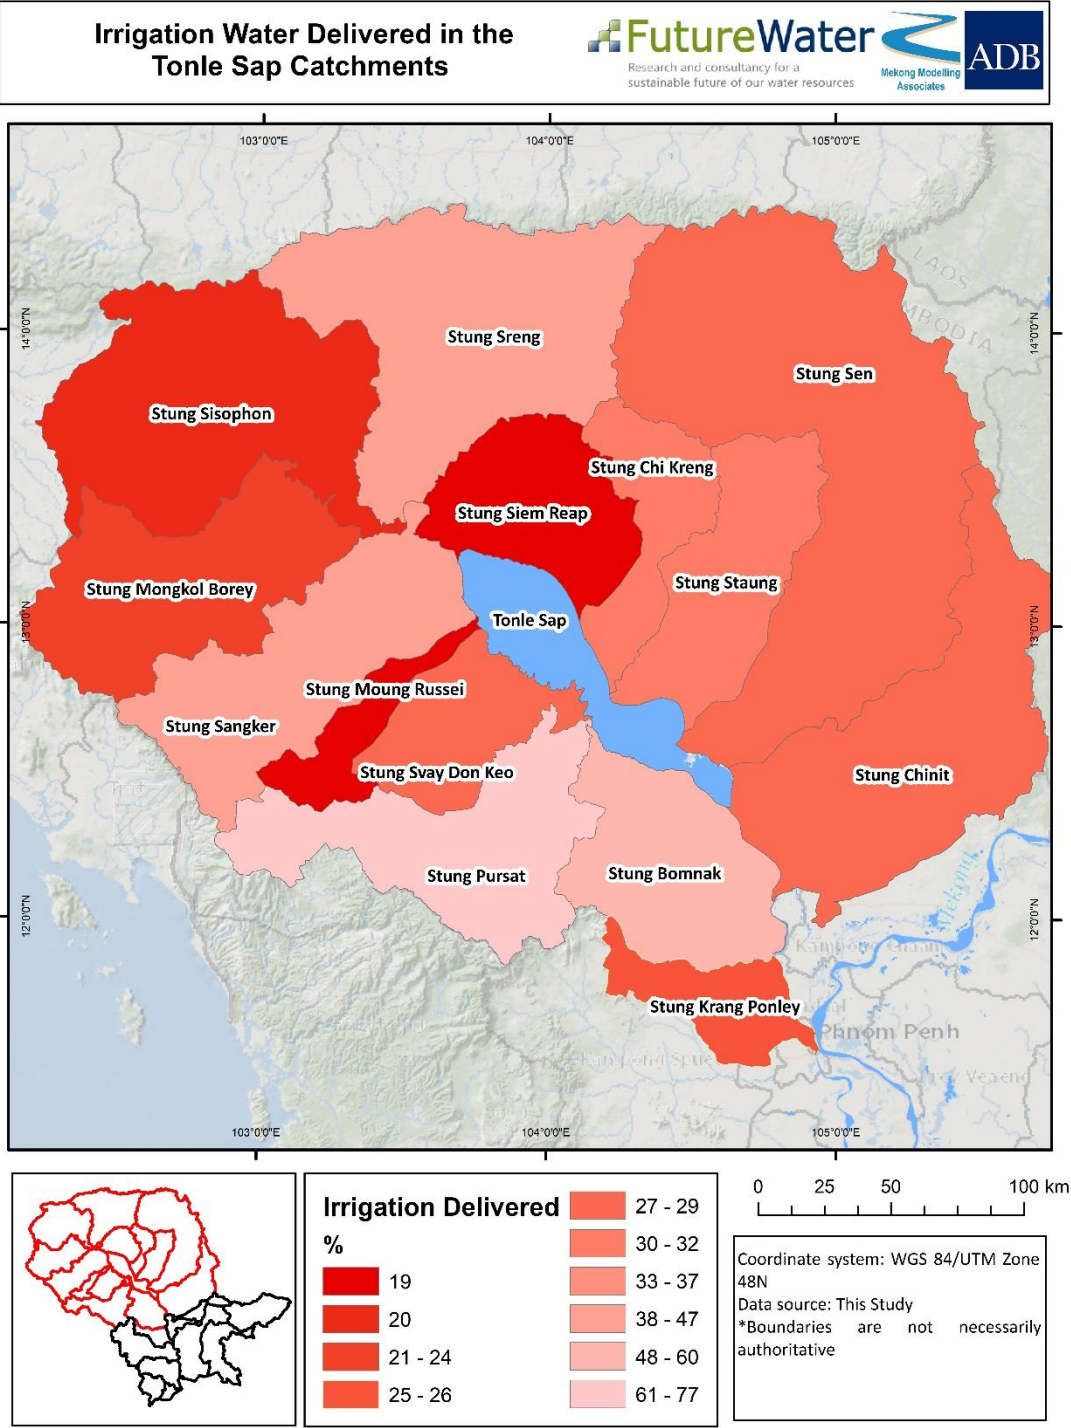 Irrigation Water Delivered in the
Tonle Sap Catchments
FutureWater
Research and consultancy for a
sustainable future of our water resources
Mekong Modelling
Associates
ADB
103°0'0"E
104°0'0"E
105°0'0"E
14°0'0"N
14°0'0"N
LAOS
MBODIA
Stung Sreng
Stung Sen
Stung Sisophon
Stung Chi Kreng
Stung Siem Reap
Stung Mongkol Borey
Stung Staung
13°0'0"N
13°0'0"N
Tonle Sap
Stung Moung Russei
Stung Sangker
Stung Svay Don Keo
Stung Chinit
Stung Pursat
Stung Bomnak
Mekong
12°0'0"N
12°0'0"N
Kampong Cham
Stung Krang Ponley
Phnom Penh
103°0'0"E
104°0'0"E
105°0'0"E
Irrigation Delivered
%
19
20
21 - 24
25 - 26
27 - 29
30 - 32
33 - 37
38 - 47
48 - 60
61 - 77
0 25 50 100 km
Coordinate system: WGS 84/UTM Zone
48N
Data source: This Study
*Boundaries are not necessarily
authoritative